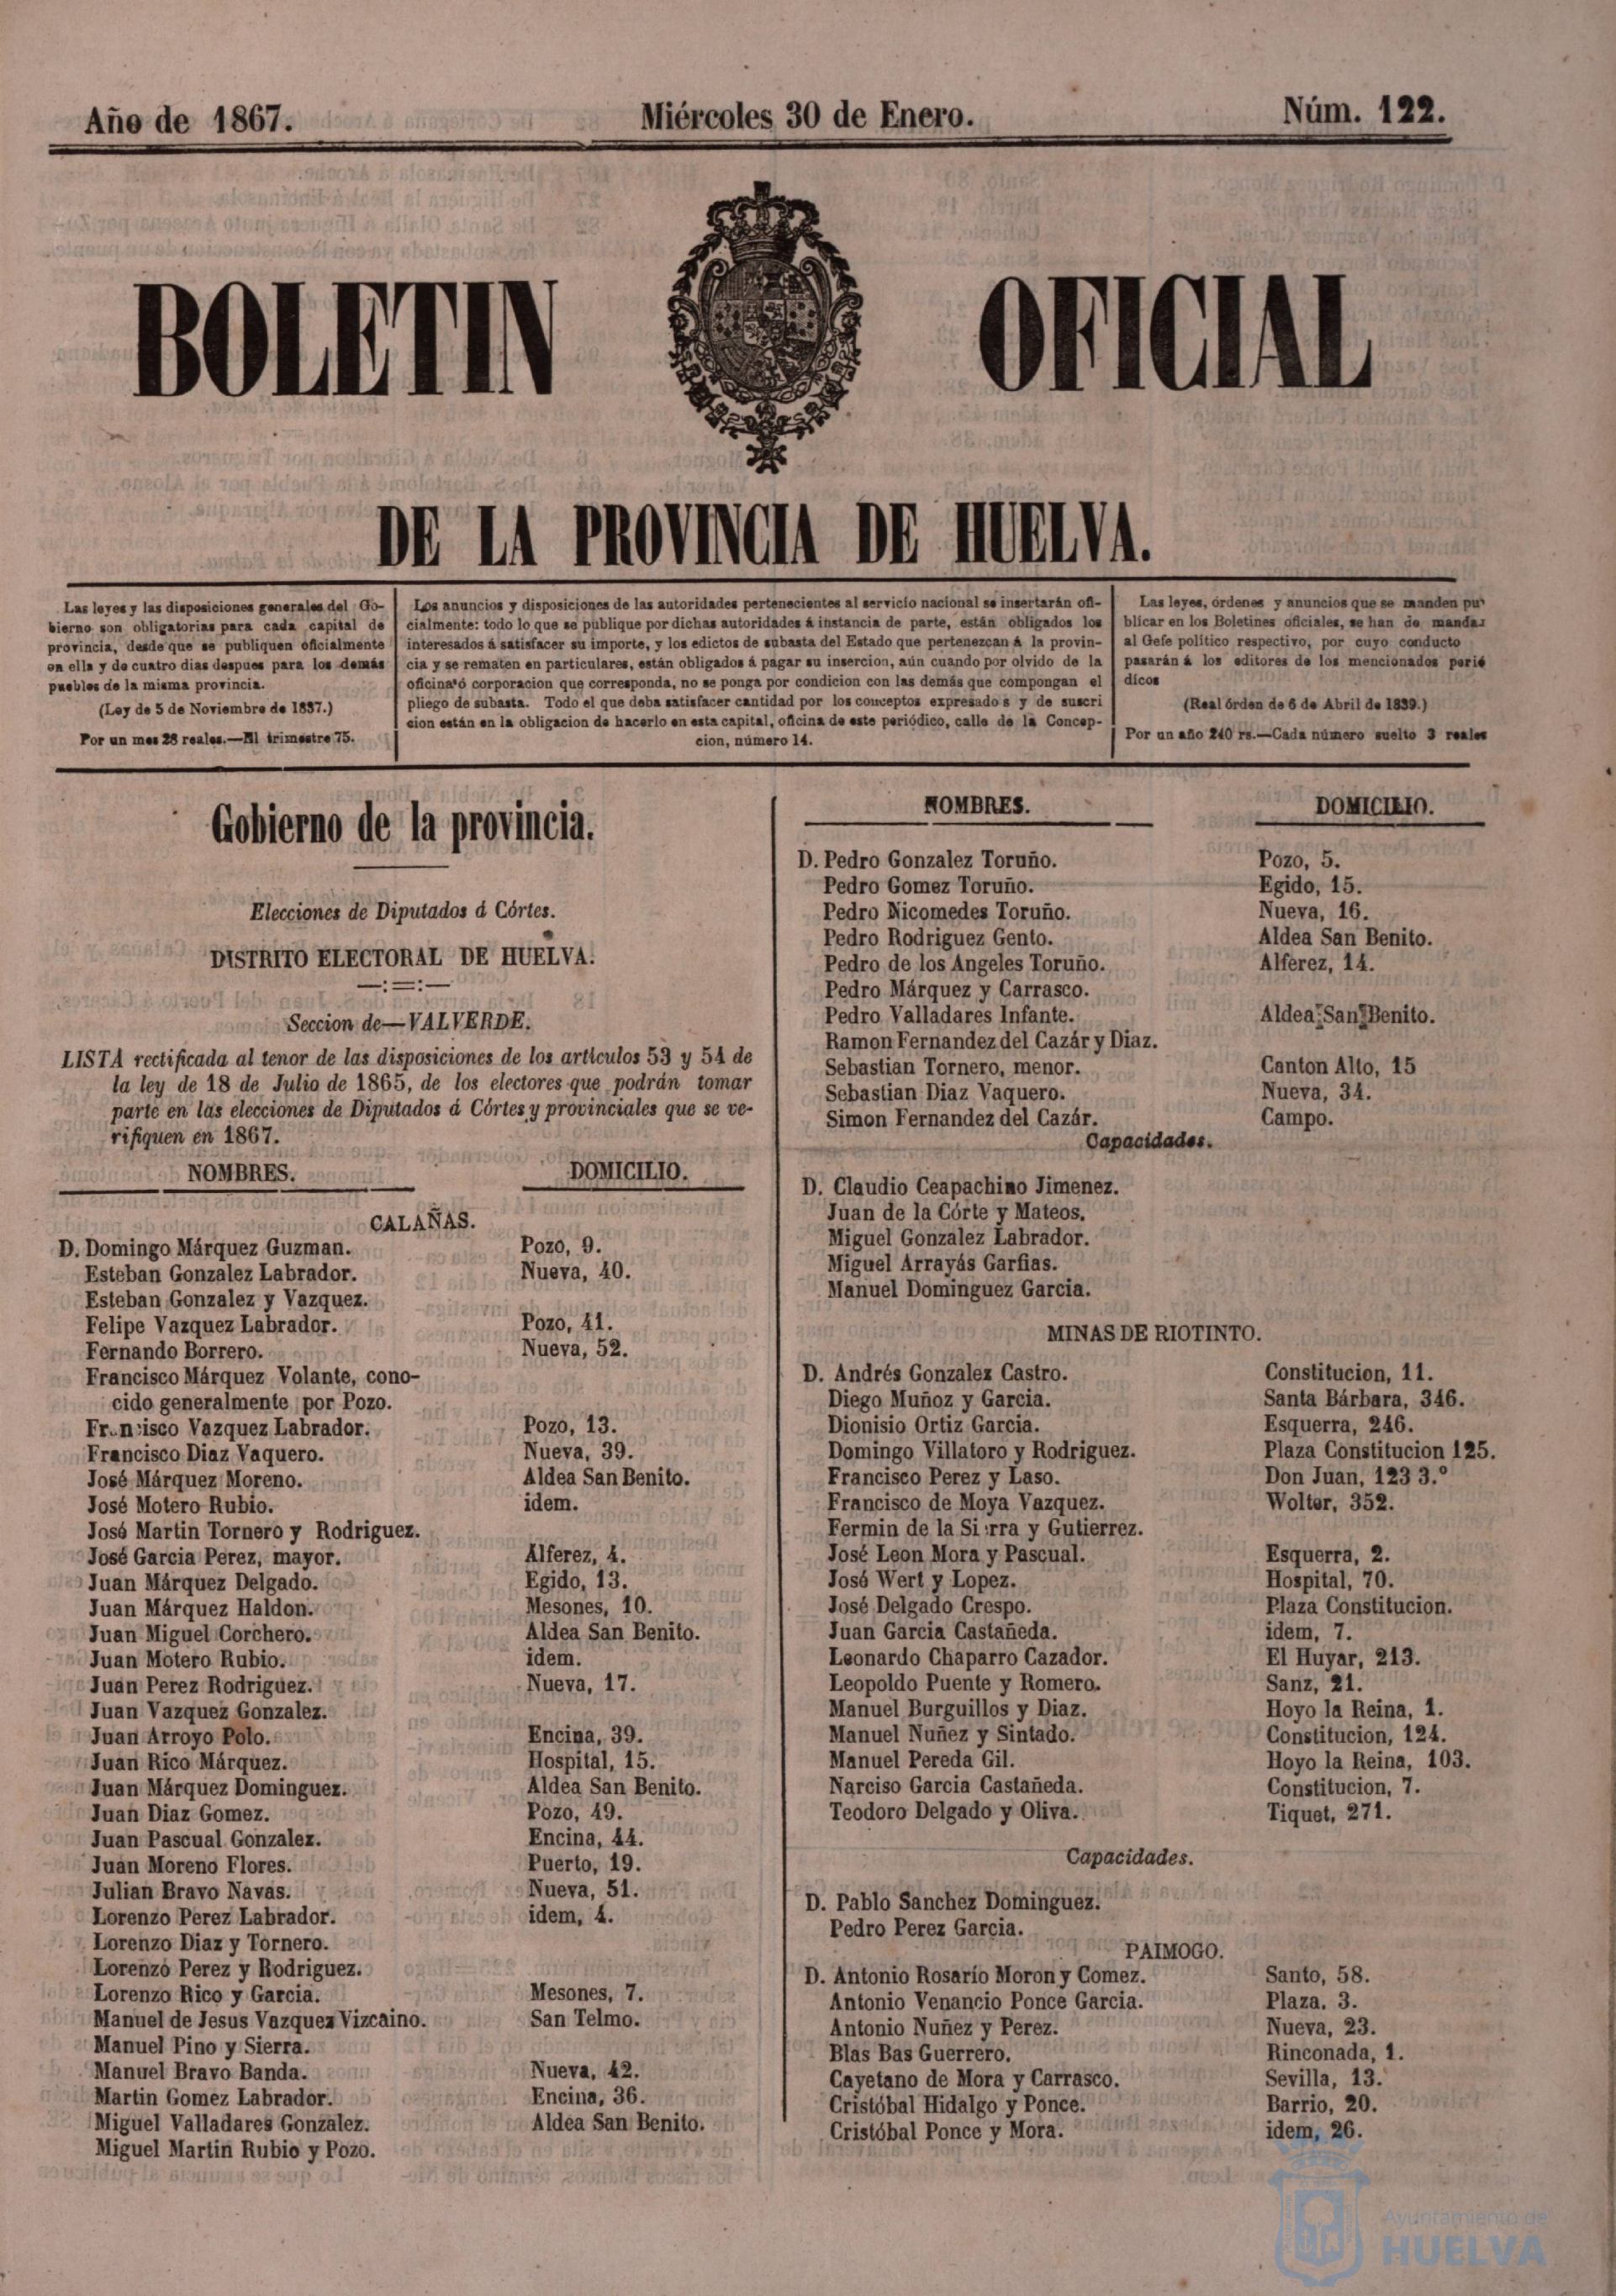 Año de 1867.
Miércoles 30 de Enero.
Núm. 122.
BOLETIN OFICIAL
DE LA PROVINCIA DE HUELVA.
Las leyes y las disposiciones generales del Go-
bierno son obligatorias para cada capital de
provincia, desde que se publiquen oficialmente
en ella y de cuatro dias despues para los demás
pueblos de la misma provincia.
(Ley de 5 de Noviembre de 1837.)
Por un mes 28 reales.—El trimestre 75.
Los anuncios y disposiciones de las autoridades pertenecientes al servicio nacional se insertarán ofi-
cialmente: todo lo que se publique por dichas autoridades á instancia de parte, están obligados los
interesados á satisfacer su importe, y los edictos de subasta del Estado que pertenezcan á la provin-
cia y se rematen en particulares, están obligados á pagar su insercion, aún cuando por olvido de la
oficina ó corporacion que corresponda, no se ponga por condicion con las demás que compongan el
pliego de subasta. Todo el que deba satisfacer cantidad por los conceptos expresados y de suscri
cion están en la obligacion de hacerlo en esta capital, oficina de este periódico, calle de la Concep-
cion, número 14.
Las leyes, órdenes y anuncios que se manden pu
blicar en los Boletines oficiales, se han de mandar
al Gefe político respectivo, por cuyo conducto
pasarán á los editores de los mencionados perió
dicos
(Real órden de 6 de Abril de 1839.)
Por un año 240 rs.—Cada número suelto 3 reales
Gobierno de la provincia.
Elecciones de Diputados á Córtes.
DISTRITO ELECTORAL DE HUELVA.
Seccion de—VALVERDE.
LISTA rectificada al tenor de las disposiciones de los artículos 53 y 54 de
la ley de 18 de Julio de 1865, de los electores que podrán tomar
parte en las elecciones de Diputados á Córtes y provinciales que se ve-
rifiquen en 1867.
NOMBRES. DOMICILIO.
CALAÑAS.
D. Domingo Márquez Guzman. Pozo, 9.
Esteban Gonzalez Labrador. Nueva, 40.
Esteban Gonzalez y Vazquez.
Felipe Vazquez Labrador. Pozo, 41.
Fernando Borrero. Nueva, 52.
Francisco Márquez Volante, cono-
cido generalmente por Pozo.
Fr.n:isco Vazquez Labrador. Pozo, 13.
Francisco Diaz Vaquero. Nueva, 39.
José Márquez Moreno. Aldea San Benito.
José Motero Rubio. idem.
José Martin Tornero y Rodriguez.
José Garcia Perez, mayor. Alferez, 4.
Juan Márquez Delgado. Egido, 13.
Juan Márquez Haldon. Mesones, 10.
Juan Miguel Corchero. Aldea San Benito.
Juan Motero Rubio. idem.
Juan Perez Rodriguez. Nueva, 17.
Juan Vazquez Gonzalez.
Juan Arroyo Polo. Encina, 39.
Juan Rico Márquez. Hospital, 15.
Juan Márquez Dominguez. Aldea San Benito.
Juan Diaz Gomez. Pozo, 49.
Juan Pascual Gonzalez. Encina, 44.
Juan Moreno Flores. Puerto, 19.
Julian Bravo Navas. Nueva, 51.
Lorenzo Perez Labrador. idem, 4.
Lorenzo Diaz y Tornero.
Lorenzo Perez y Rodriguez.
Lorenzo Rico y Garcia. Mesones, 7.
Manuel de Jesus Vazquez Vizcaino. San Telmo.
Manuel Pino y Sierra.
Manuel Bravo Banda. Nueva, 42.
Martin Gomez Labrador. Encina, 36.
Miguel Valladares Gonzalez. Aldea San Benito.
Miguel Martin Rubio y Pozo.
NOMBRES. DOMICILIO.
D. Pedro Gonzalez Toruño. Pozo, 5.
Pedro Gomez Toruño. Egido, 15.
Pedro Nicomedes Toruño. Nueva, 16.
Pedro Rodriguez Gento. Aldea San Benito.
Pedro de los Angeles Toruño. Alferez, 14.
Pedro Márquez y Carrasco.
Pedro Valladares Infante. Aldea San Benito.
Ramon Fernandez del Cazár y Diaz.
Sebastian Tornero, menor. Canton Alto, 15
Sebastian Diaz Vaquero. Nueva, 34.
Simon Fernandez del Cazár. Campo.
Capacidades.
D. Claudio Ceapachino Jimenez.
Juan de la Córte y Mateos,
Miguel Gonzalez Labrador.
Miguel Arrayás Garfias.
Manuel Dominguez Garcia.
MINAS DE RIOTINTO.
D. Andrés Gonzalez Castro. Constitucion, 11.
Diego Muñoz y Garcia. Santa Bárbara, 346.
Dionisio Ortiz Garcia. Esquerra, 246.
Domingo Villatoro y Rodriguez. Plaza Constitucion 125.
Francisco Perez y Laso. Don Juan, 123 3.º
Francisco de Moya Vazquez. Wolter, 352.
Fermin de la Si:rra y Gutierrez.
José Leon Mora y Pascual. Esquerra, 2.
José Wert y Lopez. Hospital, 70.
José Delgado Crespo. Plaza Constitucion.
Juan Garcia Castañeda. idem, 7.
Leonardo Chaparro Cazador. El Huyar, 213.
Leopoldo Puente y Romero. Sanz, 21.
Manuel Burguillos y Diaz. Hoyo la Reina, 1.
Manuel Nuñez y Sintado. Constitucion, 124.
Manuel Pereda Gil. Hoyo la Reina, 103.
Narciso Garcia Castañeda. Constitucion, 7.
Teodoro Delgado y Oliva. Tiquet, 271.
Capacidades.
D. Pablo Sanchez Dominguez.
Pedro Perez Garcia.
PAIMOGO.
D. Antonio Rosario Moron y Gomez. Santo, 58.
Antonio Venancio Ponce Garcia. Plaza. 3.
Antonio Nuñez y Perez. Nueva, 23.
Blas Bas Guerrero. Rinconada, 1.
Cayetano de Mora y Carrasco. Sevilla, 13.
Cristóbal Hidalgo y Ponce. Barrio, 20.
Cristóbal Ponce y Mora. idem, 26.
Ayuntamiento de
HUELVA